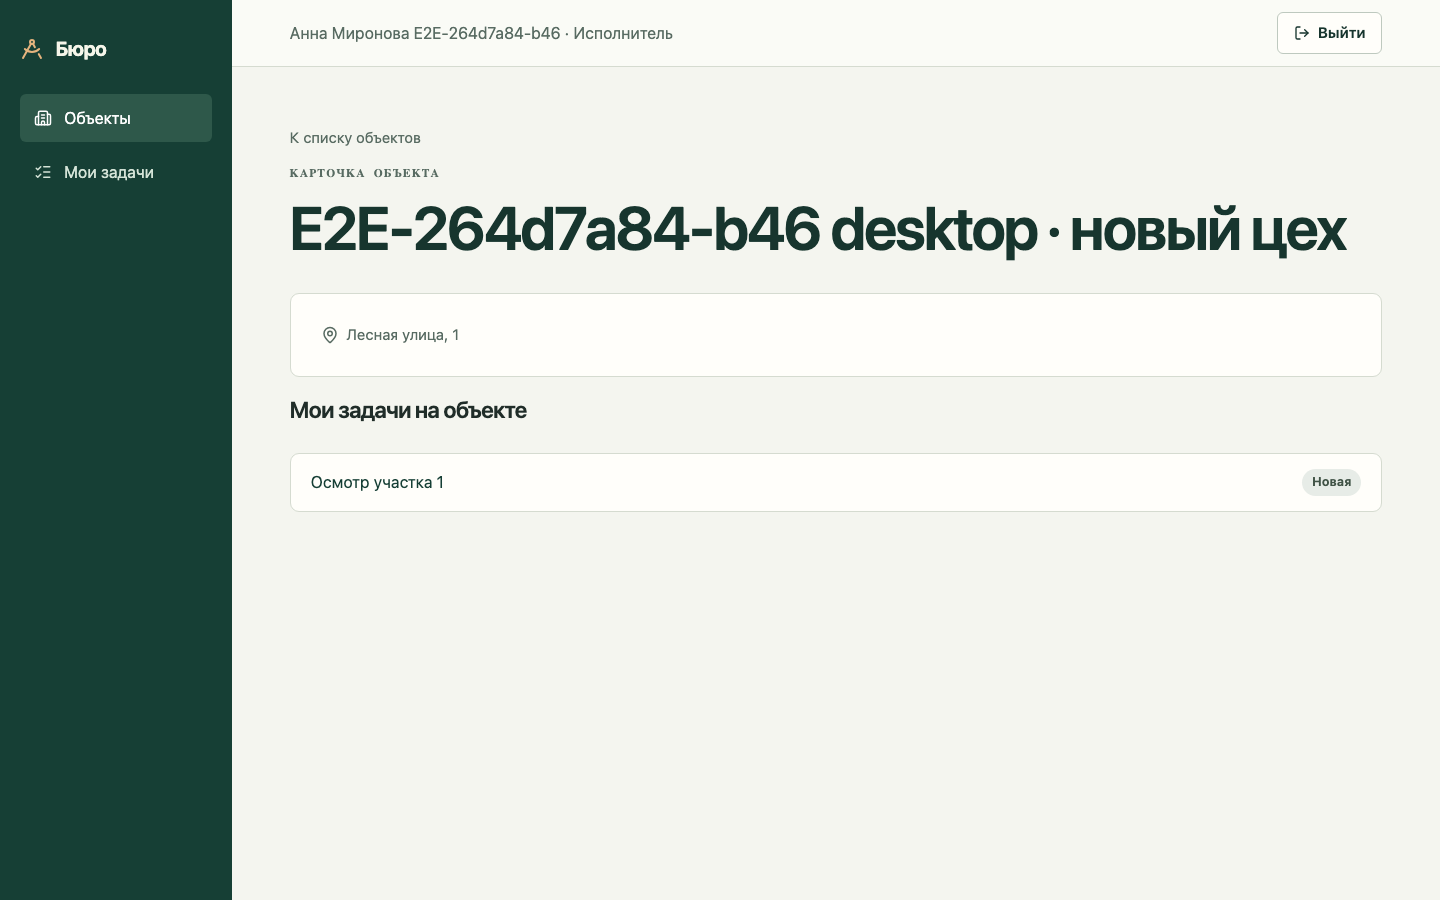 Бюро
Объекты
Мои задачи
Анна Миронова E2E-264d7a84-b46 · Исполнитель
Выйти
К списку объектов
КАРТОЧКА ОБЪЕКТА
E2E-264d7a84-b46 desktop · новый цех
Лесная улица, 1
Мои задачи на объекте
Осмотр участка 1
Новая